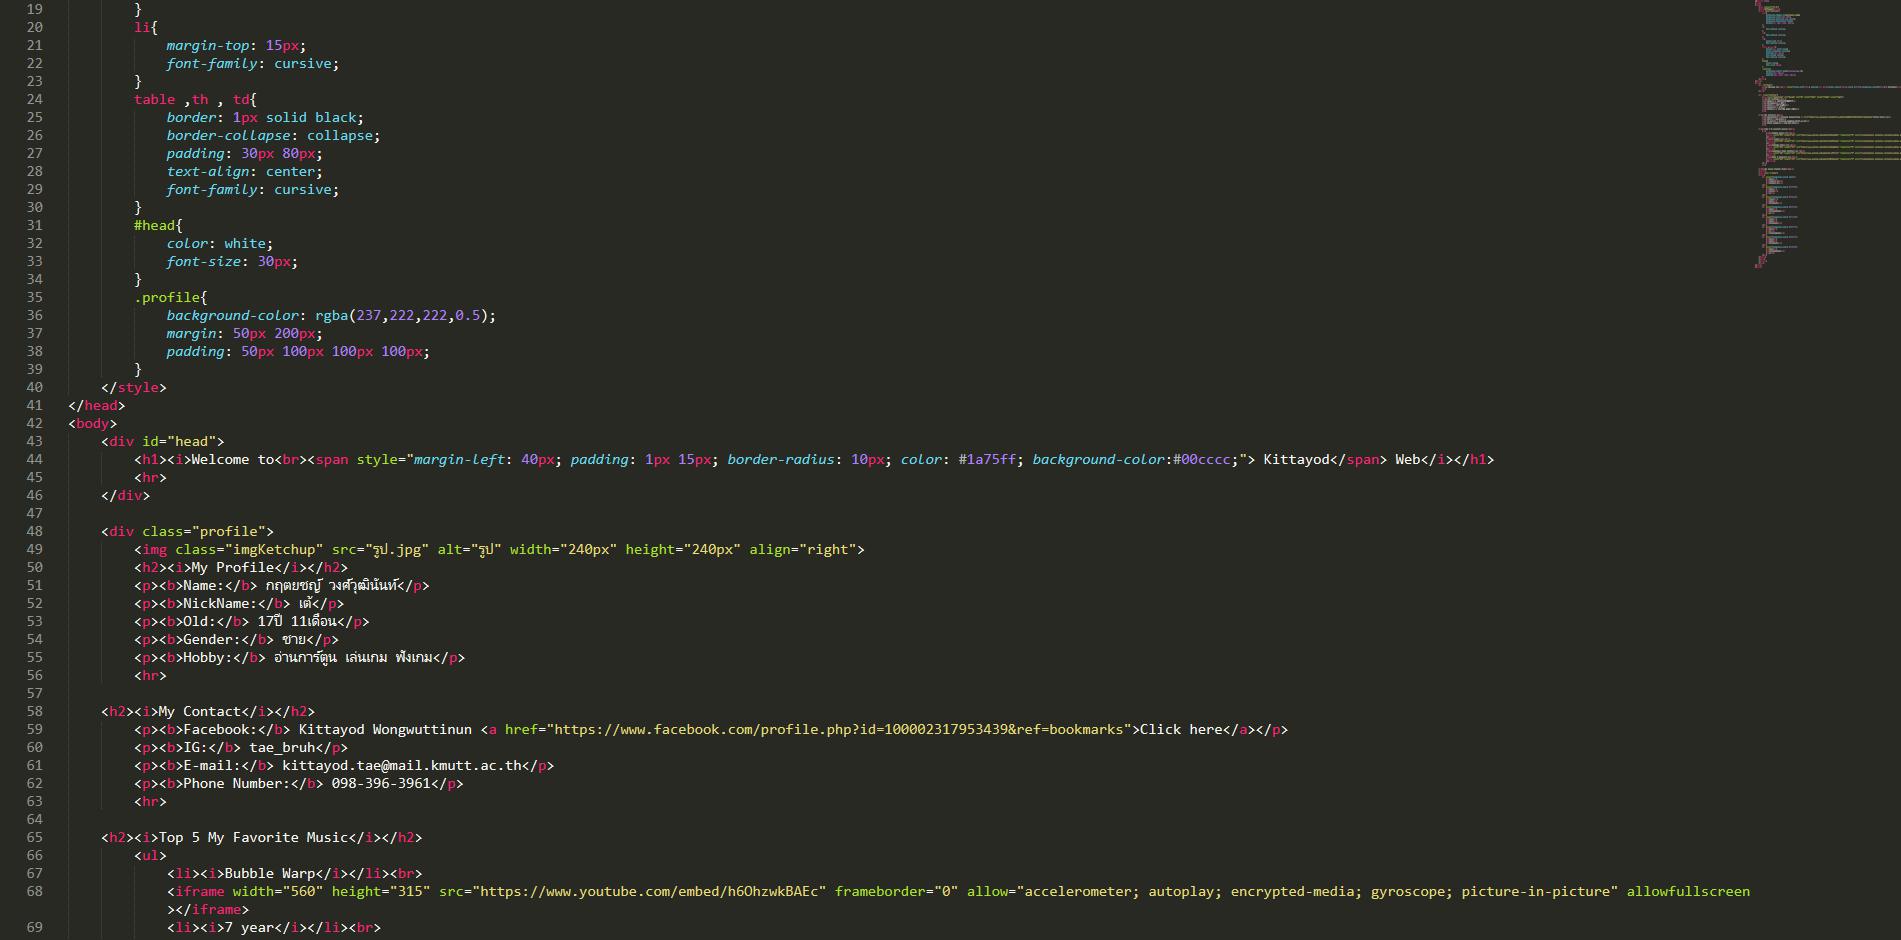 19 }
20 li{
21 margin-top: 15px;
22 font-family: cursive;
23 }
24 table ,th , td{
25 border: 1px solid black;
26 border-collapse: collapse;
27 padding: 30px 80px;
28 text-align: center;
29 font-family: cursive;
30 }
31 #head{
32 color: white;
33 font-size: 30px;
34 }
35 .profile{
36 background-color: rgba(237,222,222,0.5);
37 margin: 50px 200px;
38 padding: 50px 100px 100px 100px;
39 }
40 </style>
41 </head>
42 <body>
43 <div id="head">
44 <h1><i>Welcome to<br><span style="margin-left: 40px; padding: 1px 15px; border-radius: 10px; color: #1a75ff; background-color:#00cccc;"> Kittayod</span> Web</i></h1>
45 <hr>
46 </div>
47
48 <div class="profile">
49 <img class="imgKetchup" src="รูป.jpg" alt="รูป" width="240px" height="240px" align="right">
50 <h2><i>My Profile</i></h2>
51 <p><b>Name:</b> กฤตยชญ์ วงศ์วุฒินันท์</p>
52 <p><b>NickName:</b> เต้</p>
53 <p><b>Old:</b> 17ปี 11เดือน</p>
54 <p><b>Gender:</b> ชาย</p>
55 <p><b>Hobby:</b> อ่านการ์ตูน เล่นเกม ฟังเกม</p>
56 <hr>
57
58 <h2><i>My Contact</i></h2>
59 <p><b>Facebook:</b> Kittayod Wongwuttinun <a href="https://www.facebook.com/profile.php?id=100002317953439&ref=bookmarks">Click here</a></p>
60 <p><b>IG:</b> tae_bruh</p>
61 <p><b>E-mail:</b> kittayod.tae@mail.kmutt.ac.th</p>
62 <p><b>Phone Number:</b> 098-396-3961</p>
63 <hr>
64
65 <h2><i>Top 5 My Favorite Music</i></h2>
66 <ul>
67 <li><i>Bubble Warp</i></li><br>
68 <iframe width="560" height="315" src="https://www.youtube.com/embed/h6OhzwkBAEc" frameborder="0" allow="accelerometer; autoplay; encrypted-media; gyroscope; picture-in-picture" allowfullscreen
></iframe>
69 <li><i>7 year</i></li><br>